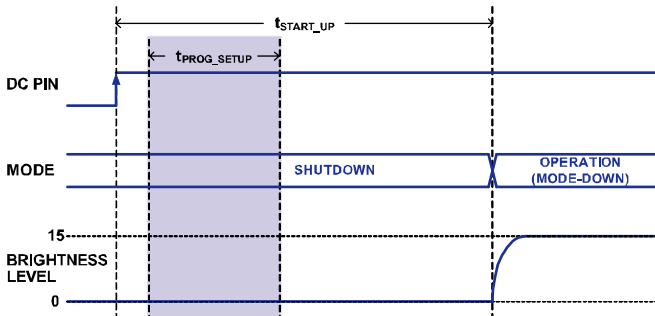 tSTART_UP
tPROG_SETUP
DC PIN
MODE
SHUTDOWN
OPERATION
(MODE-DOWN)
15
BRIGHTNESS
LEVEL
0